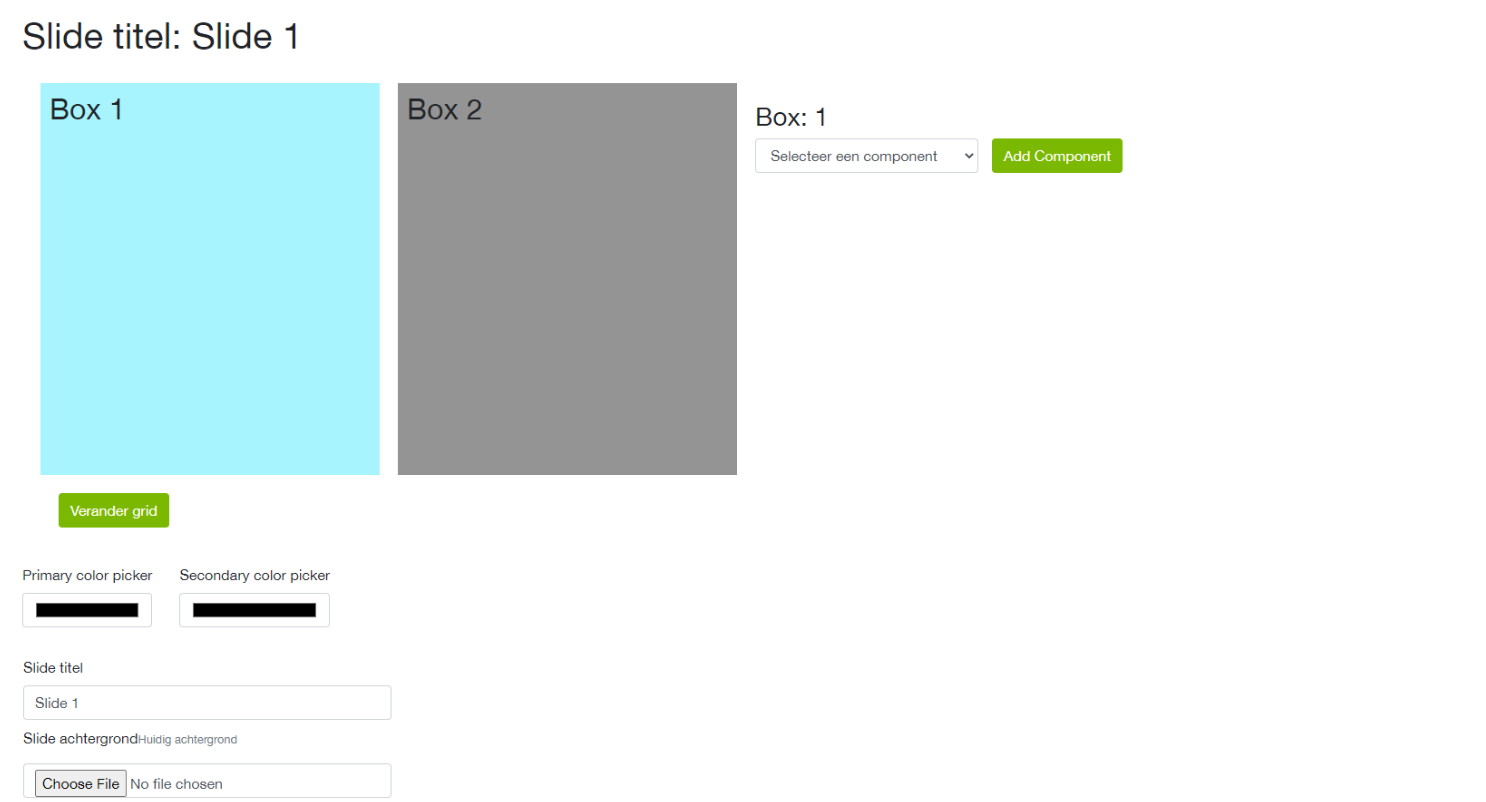 Slide titel: Slide 1
Box 1
Box 2
Box: 1
Selecteer een component
Add Component
Verander grid
Primary color picker
Secondary color picker
Slide titel
Slide 1
Slide achtergrondHuidig achtergrond
Choose File No file chosen